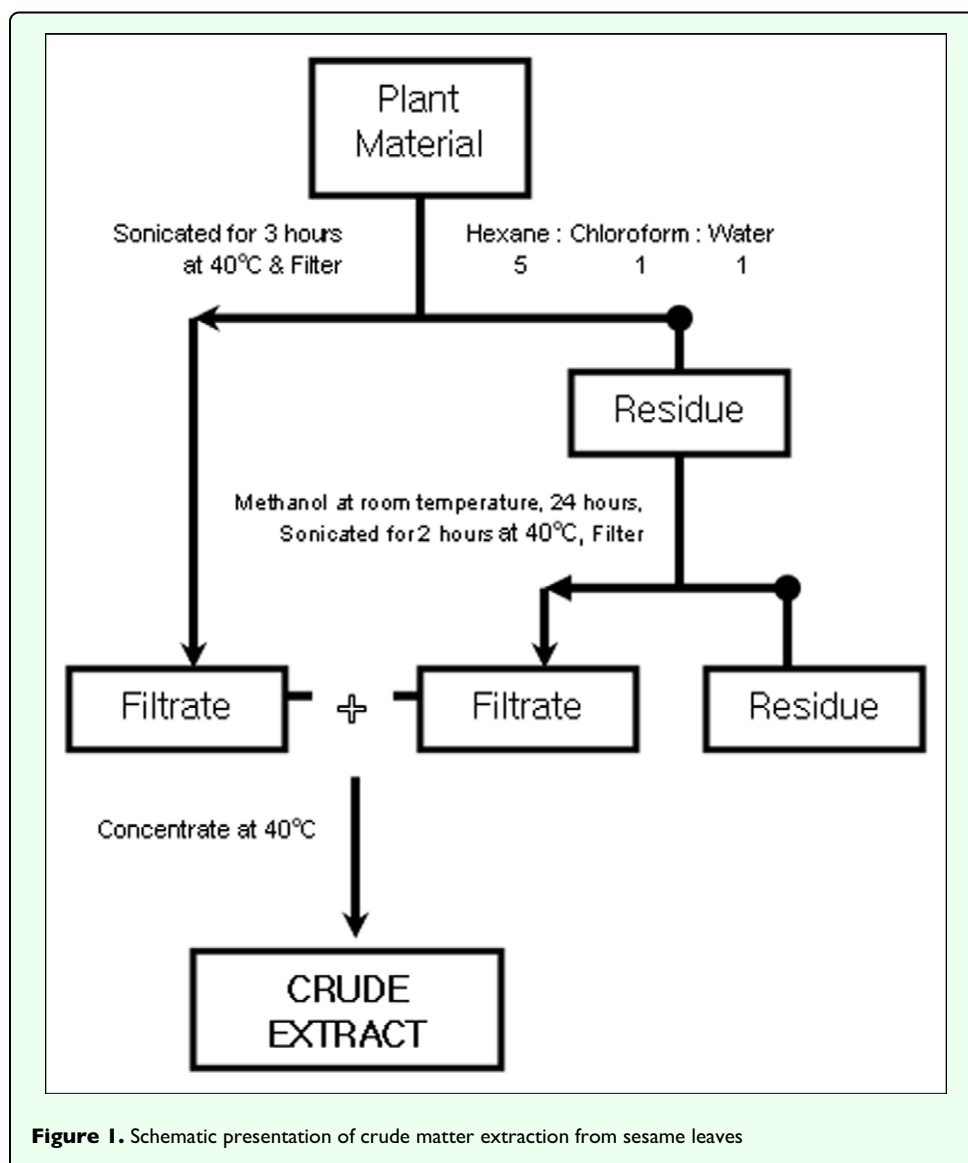 Plant
Material
Sonicated for 3 hours
at 40°C & Filter
Hexane : Chloroform : Water
5 1 1
Residue
Methanol at room temperature, 24 hours,
Sonicated for 2 hours at 40°C, Filter
Filtrate + Filtrate Residue
Concentrate at 40°C
CRUDE
EXTRACT
Figure 1. Schematic presentation of crude matter extraction from sesame leaves